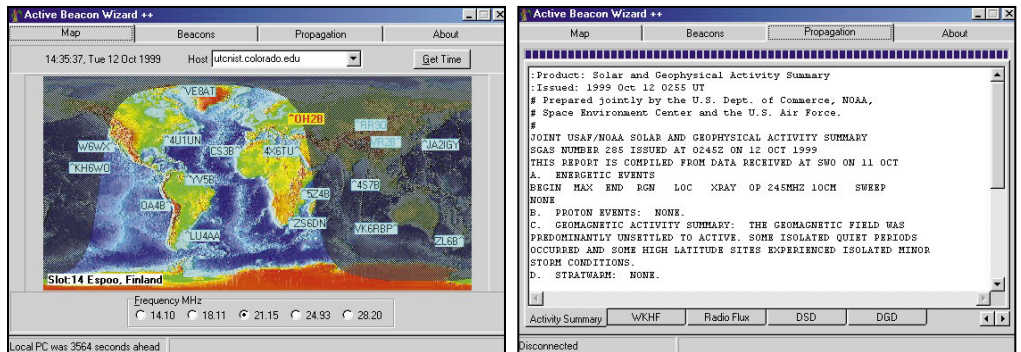 Active Beacon Wizard ++
Map Beacons Propagation About
14:35:37, Tue 12 Oct 1999 Host utcnist.colorado.edu Get Time
^VE8AT
^OH2B
^RR9O
W6WX^
^4U1UN
CS3B^
4X6TU^
VR2B
^JA2IGY
^KH6WO
^YV5B
^4S7B
OA4B^
^5Z4B
^ZS6DN
VK6RBP^
^LU4AA
ZL6B^
Slot:14 Espoo, Finland
Frequency MHz
14.10 18.11 21.15 24.93 28.20
Local PC was 3564 seconds ahead
Active Beacon Wizard ++
Map Beacons Propagation About
:Product: Solar and Geophysical Activity Summary
:Issued: 1999 Oct 12 0255 UT
# Prepared jointly by the U.S. Dept. of Commerce, NOAA,
# Space Environment Center and the U.S. Air Force.
#
JOINT USAF/NOAA SOLAR AND GEOPHYSICAL ACTIVITY SUMMARY
SGAS NUMBER 285 ISSUED AT 0245Z ON 12 OCT 1999
THIS REPORT IS COMPILED FROM DATA RECEIVED AT SWO ON 11 OCT
A. ENERGETIC EVENTS
BEGIN MAX END RGN LOC XRAY OP 245MHZ 10CM SWEEP
NONE
B. PROTON EVENTS: NONE.
C. GEOMAGNETIC ACTIVITY SUMMARY: THE GEOMAGNETIC FIELD WAS
PREDOMINANTLY UNSETTLED TO ACTIVE. SOME ISOLATED QUIET PERIODS
OCCURRED AND SOME HIGH LATITUDE SITES EXPERIENCED ISOLATED MINOR
STORM CONDITIONS.
D. STRATWARM: NONE.
Activity Summary WKHF Radio Flux DSD DGD
Disconnected